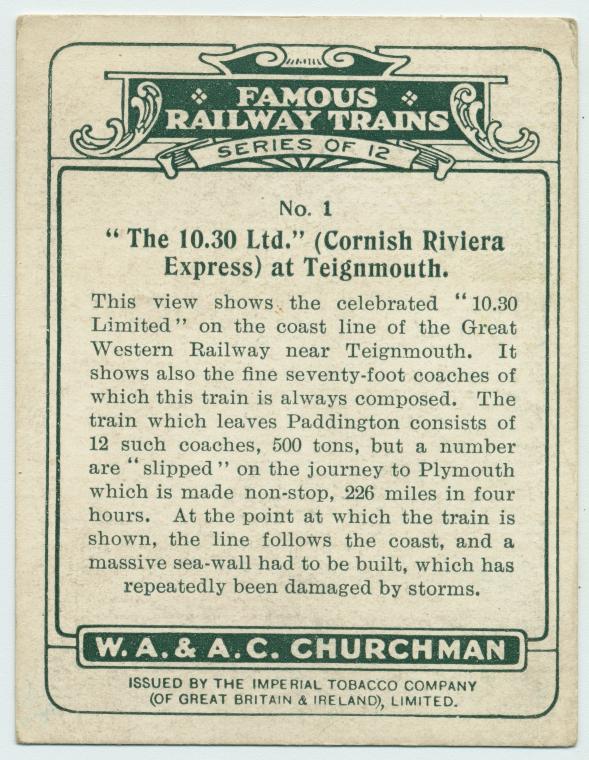 FAMOUS
RAILWAY TRAINS
SERIES OF 12
No. 1
“The 10.30 Ltd.” (Cornish Riviera
Express) at Teignmouth.
This view shows the celebrated “10.30
Limited” on the coast line of the Great
Western Railway near Teignmouth. It
shows also the fine seventy-foot coaches of
which this train is always composed. The
train which leaves Paddington consists of
12 such coaches, 500 tons, but a number
are “slipped” on the journey to Plymouth
which is made non-stop, 226 miles in four
hours. At the point at which the train is
shown, the line follows the coast, and a
massive sea-wall had to be built, which has
repeatedly been damaged by storms.
W. A. & A. C. CHURCHMAN
ISSUED BY THE IMPERIAL TOBACCO COMPANY
(OF GREAT BRITAIN & IRELAND), LIMITED.